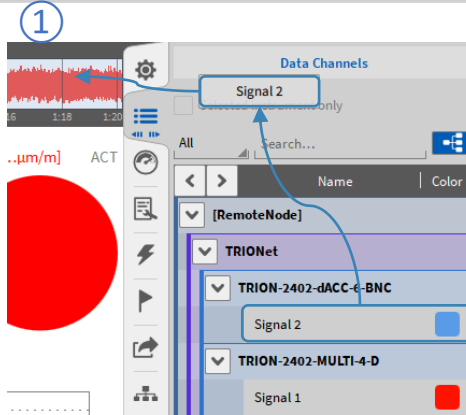 1
Data Channels
Signal 2
Selected instrument only
16 1:18 1:20
All Search...
...µm/m] ACT
Name Color
[RemoteNode]
TRIONet
TRION-2402-dACC-6-BNC
Signal 2
TRION-2402-MULTI-4-D
Signal 1